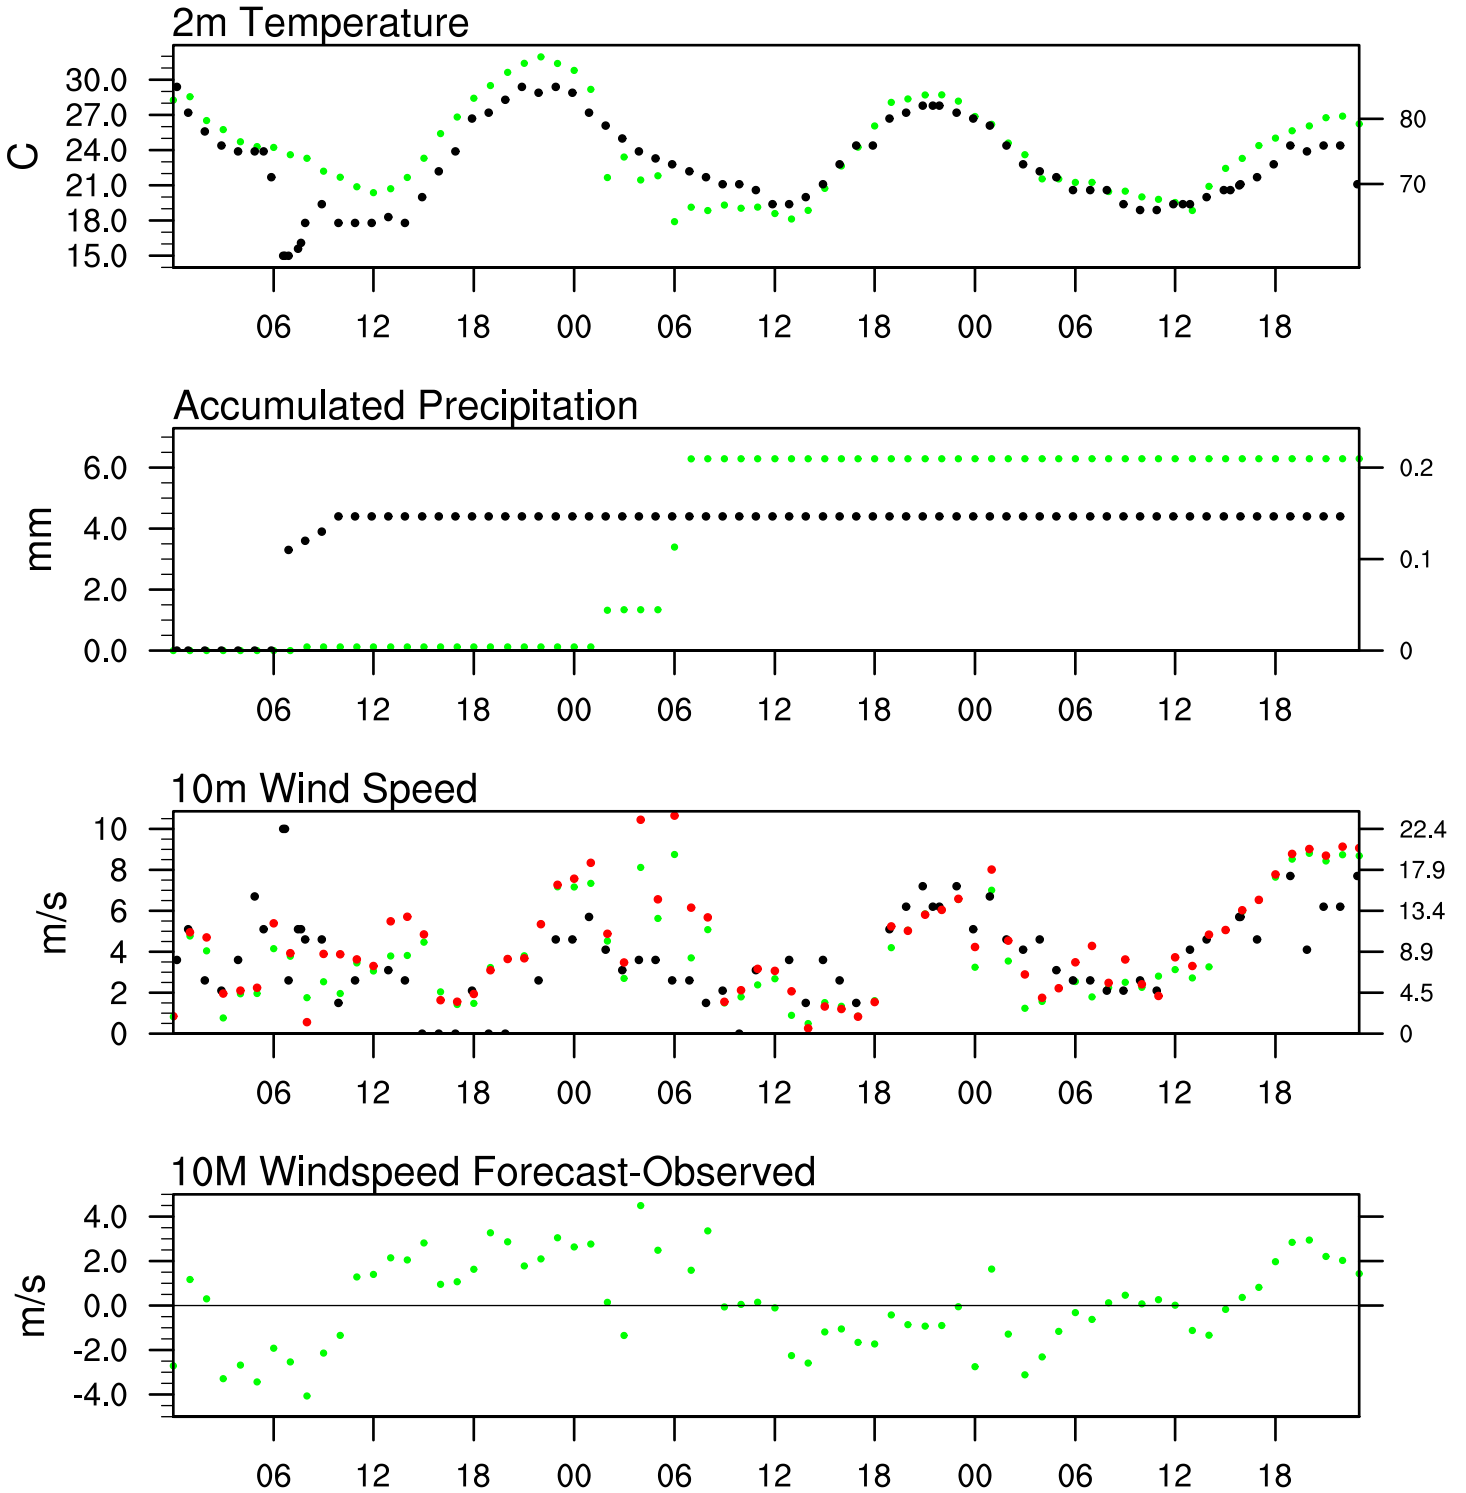 2m Temperature
C
30.0
27.0
24.0
21.0
18.0
15.0
80
70
06 12 18 00 06 12 18 00 06 12 18
Accumulated Precipitation
mm
6.0
4.0
2.0
0.0
0.2
0.1
0
06 12 18 00 06 12 18 00 06 12 18
10m Wind Speed
m/s
10
8
6
4
2
0
22.4
17.9
13.4
8.9
4.5
0
06 12 18 00 06 12 18 00 06 12 18
10M Windspeed Forecast-Observed
m/s
4.0
2.0
0.0
-2.0
-4.0
06 12 18 00 06 12 18 00 06 12 18